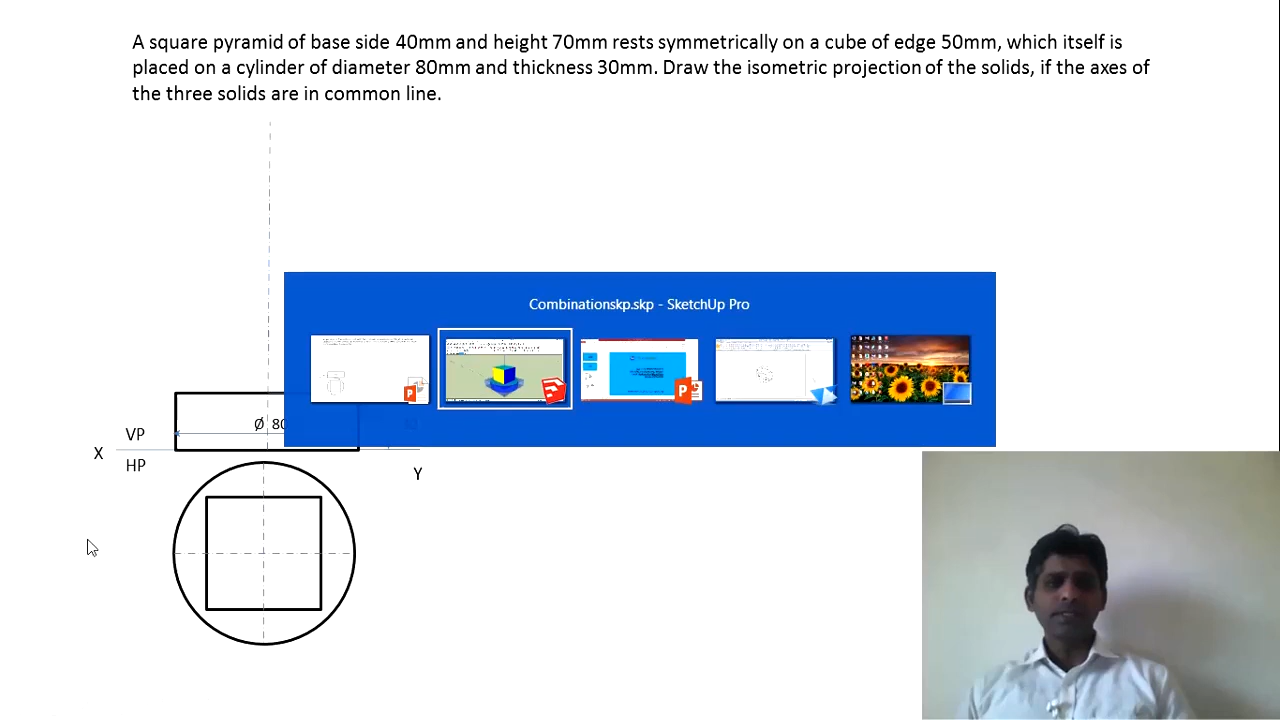 A square pyramid of base side 40mm and height 70mm rests symmetrically on a cube of edge 50mm, which itself is
placed on a cylinder of diameter 80mm and thickness 30mm. Draw the isometric projection of the solids, if the axes of
the three solids are in common line.
Combinationskp.skp - SketchUp Pro
Ø 80
VP
X
HP
Y